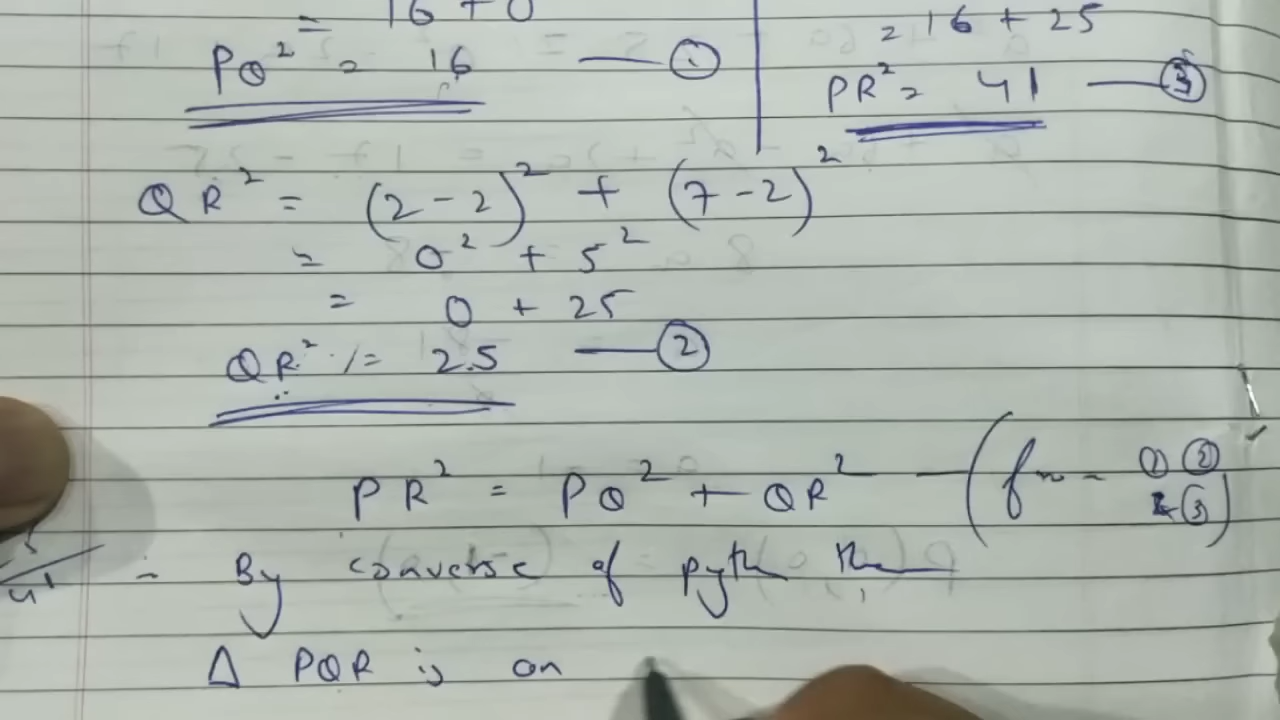 = 16 + 0
PQ² = 16 — ①
= 16 + 25
PR² = 41 — ③
QR² = (2 - 2)² + (7 - 2)²
= 0² + 5²
= 0 + 25
QR² = 25 — ②
PR² = PQ² + QR² — (from ① ② & ③)
By converse of pyth thm
Δ PQR is an